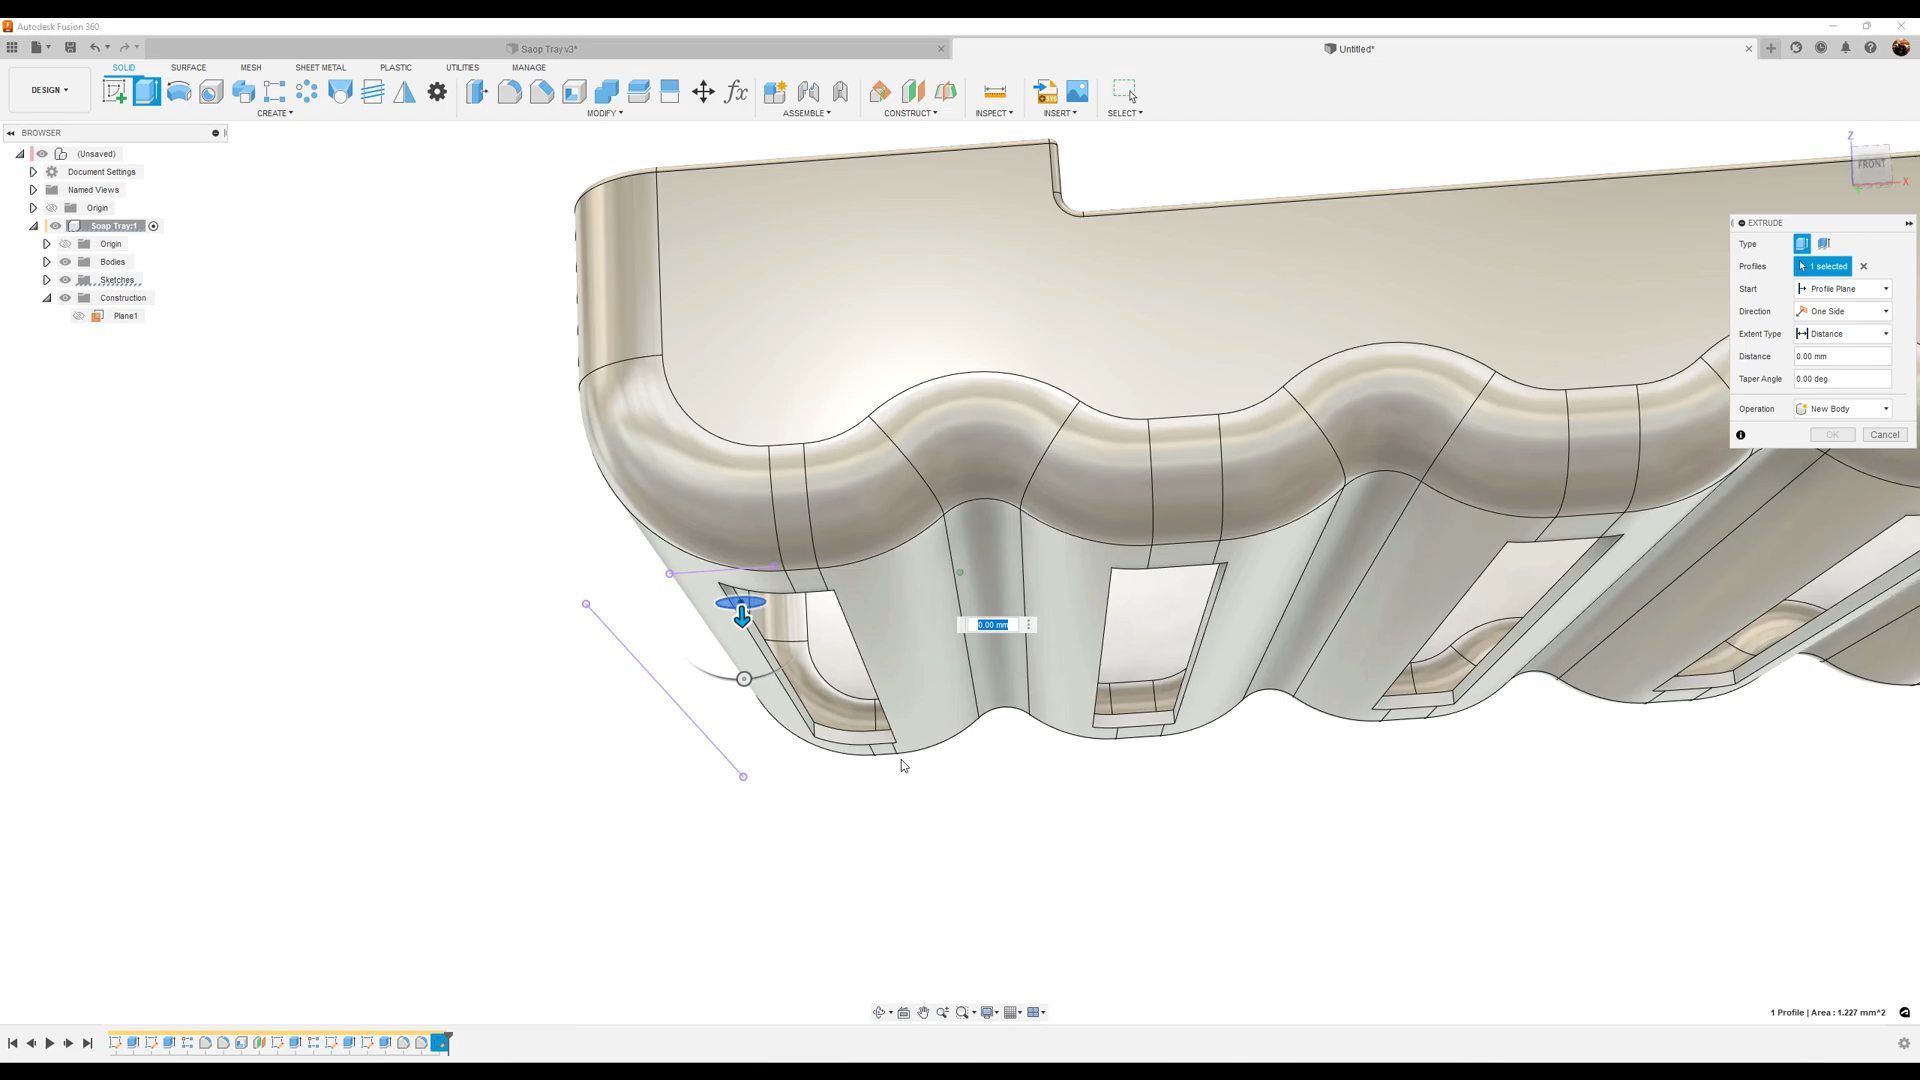 Autodesk Fusion 360
Saop Tray v3*
Untitled*
DESIGN
SOLID
SURFACE
MESH
SHEET METAL
PLASTIC
UTILITIES
MANAGE
CREATE
MODIFY
ASSEMBLE
CONSTRUCT
INSPECT
INSERT
SELECT
BROWSER
(Unsaved)
Document Settings
Named Views
Origin
Soap Tray:1
Origin
Bodies
Sketches
Construction
Plane1
Z
FRONT
X
EXTRUDE
Type
Profiles
1 selected
Start
Profile Plane
Direction
One Side
Extent Type
Distance
Distance
0.00 mm
Taper Angle
0.00 deg
Operation
New Body
OK
Cancel
0.00 mm
1 Profile | Area : 1.227 mm^2